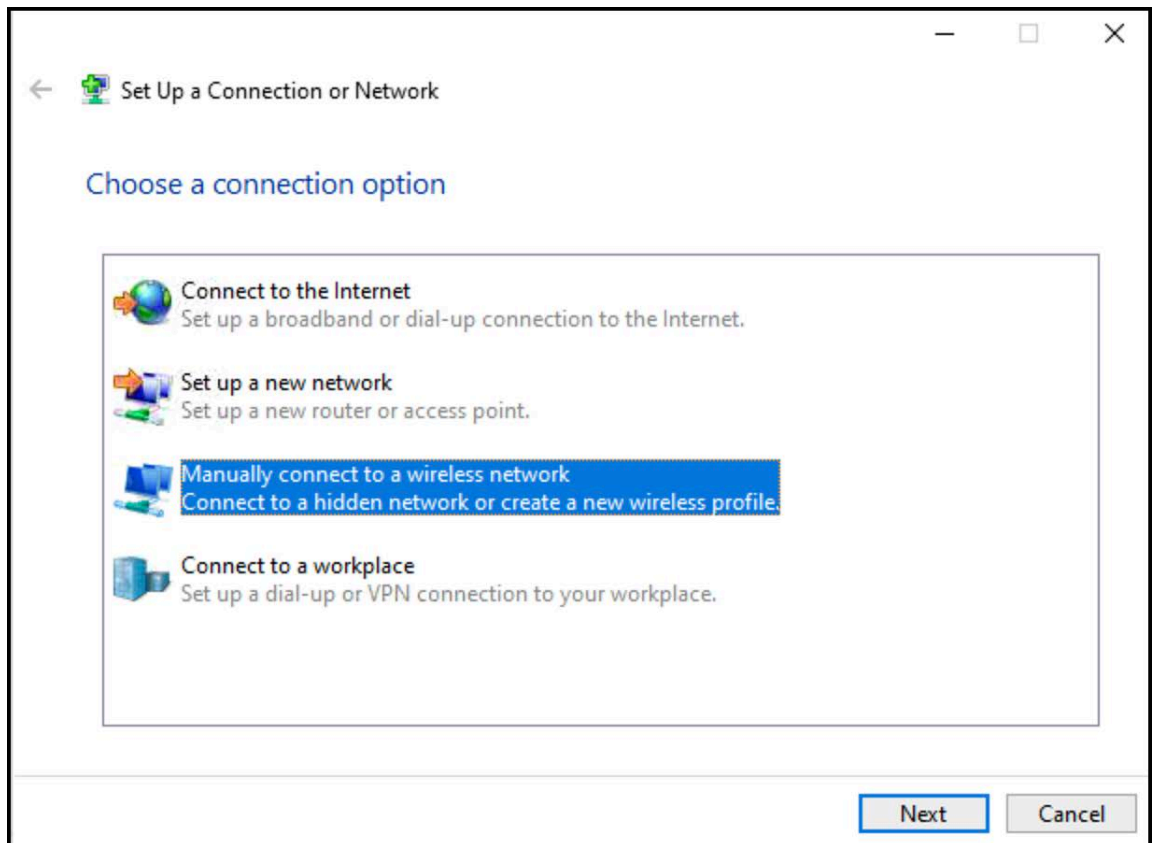 Set Up a Connection or Network
Choose a connection option
Connect to the Internet
Set up a broadband or dial-up connection to the Internet.
Set up a new network
Set up a new router or access point.
Manually connect to a wireless network
Connect to a hidden network or create a new wireless profile.
Connect to a workplace
Set up a dial-up or VPN connection to your workplace.
Next
Cancel